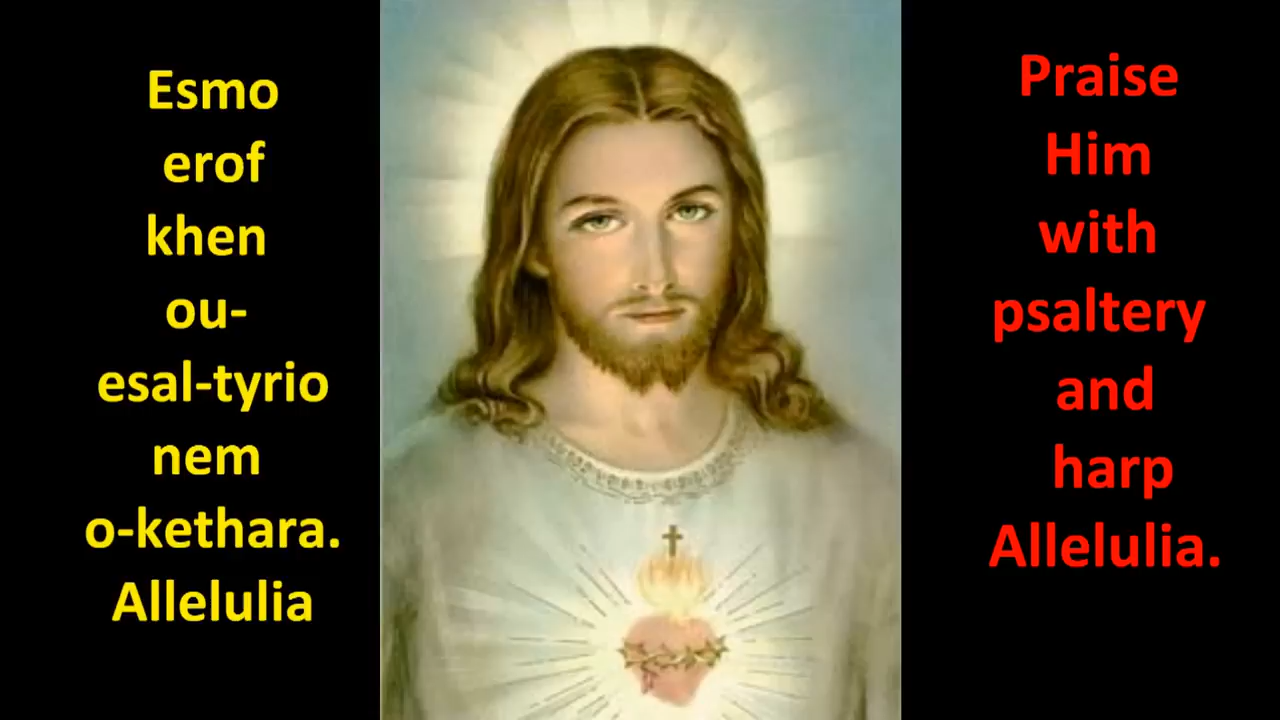 Esmo
erof
khen
ou-
esal-tyrio
nem
o-kethara.
Allelulia
Praise
Him
with
psaltery
and
harp
Allelulia.